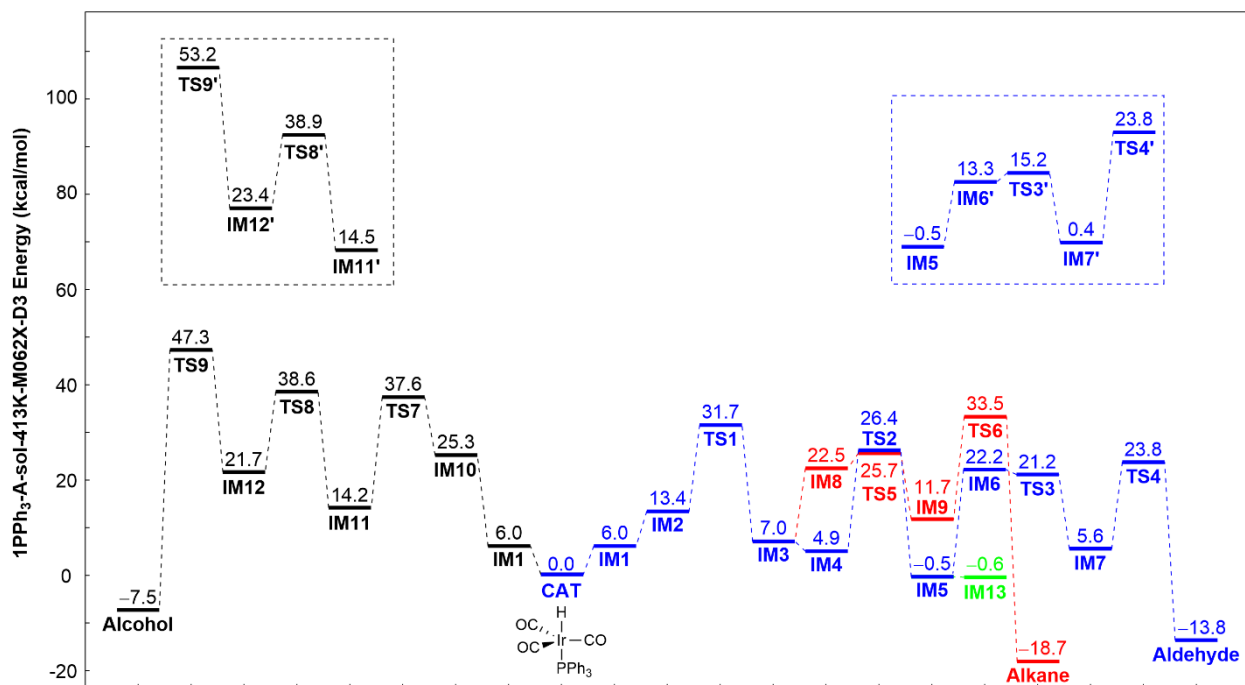 1PPh₃-A-sol-413K-M062X-D3 Energy (kcal/mol)
100
80
60
40
20
0
-20
53.2
TS9'
38.9
TS8'
23.4
IM12'
14.5
IM11'
23.8
TS4'
13.3
IM6'
15.2
TS3'
−0.5
IM5
0.4
IM7'
47.3
TS9
38.6
TS8
37.6
TS7
25.3
IM10
21.7
IM12
14.2
IM11
6.0
IM1
−7.5
Alcohol
0.0
CAT
6.0
IM1
13.4
IM2
31.7
TS1
7.0
IM3
22.5
IM8
4.9
IM4
26.4
TS2
25.7
TS5
11.7
IM9
−0.5
IM5
33.5
TS6
22.2
IM6
−0.6
IM13
21.2
TS3
5.6
IM7
23.8
TS4
−18.7
Alkane
−13.8
Aldehyde
H
OC
Ir
CO
OC
PPh₃